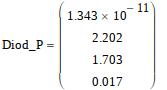 1.343 × 10⁻¹¹
2.202
Diod_P =
1.703
0.017